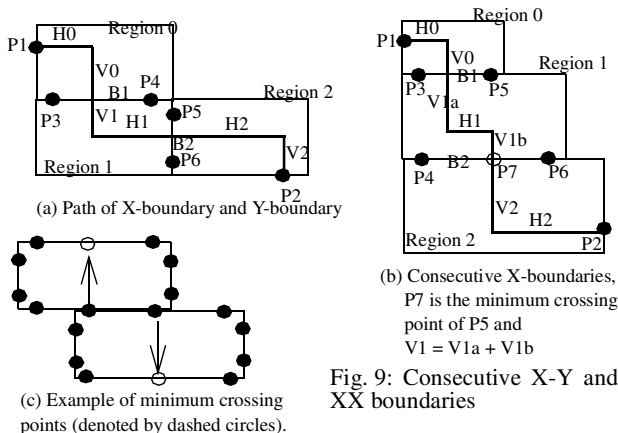 Region 0
H0
P1
V0
P4
Region 2
B1
P3
V1
P5
H1
H2
B2
P6
V2
Region 1
P2
(a) Path of X-boundary and Y-boundary
Region 0
H0
P1
V0
Region 1
B1
P3
P5
V1a
H1
V1b
B2
P4
P7
P6
V2
H2
Region 2
P2
(b) Consecutive X-boundaries,
P7 is the minimum crossing
point of P5 and
V1 = V1a + V1b
(c) Example of minimum crossing
points (denoted by dashed circles).
Fig. 9: Consecutive X-Y and
XX boundaries